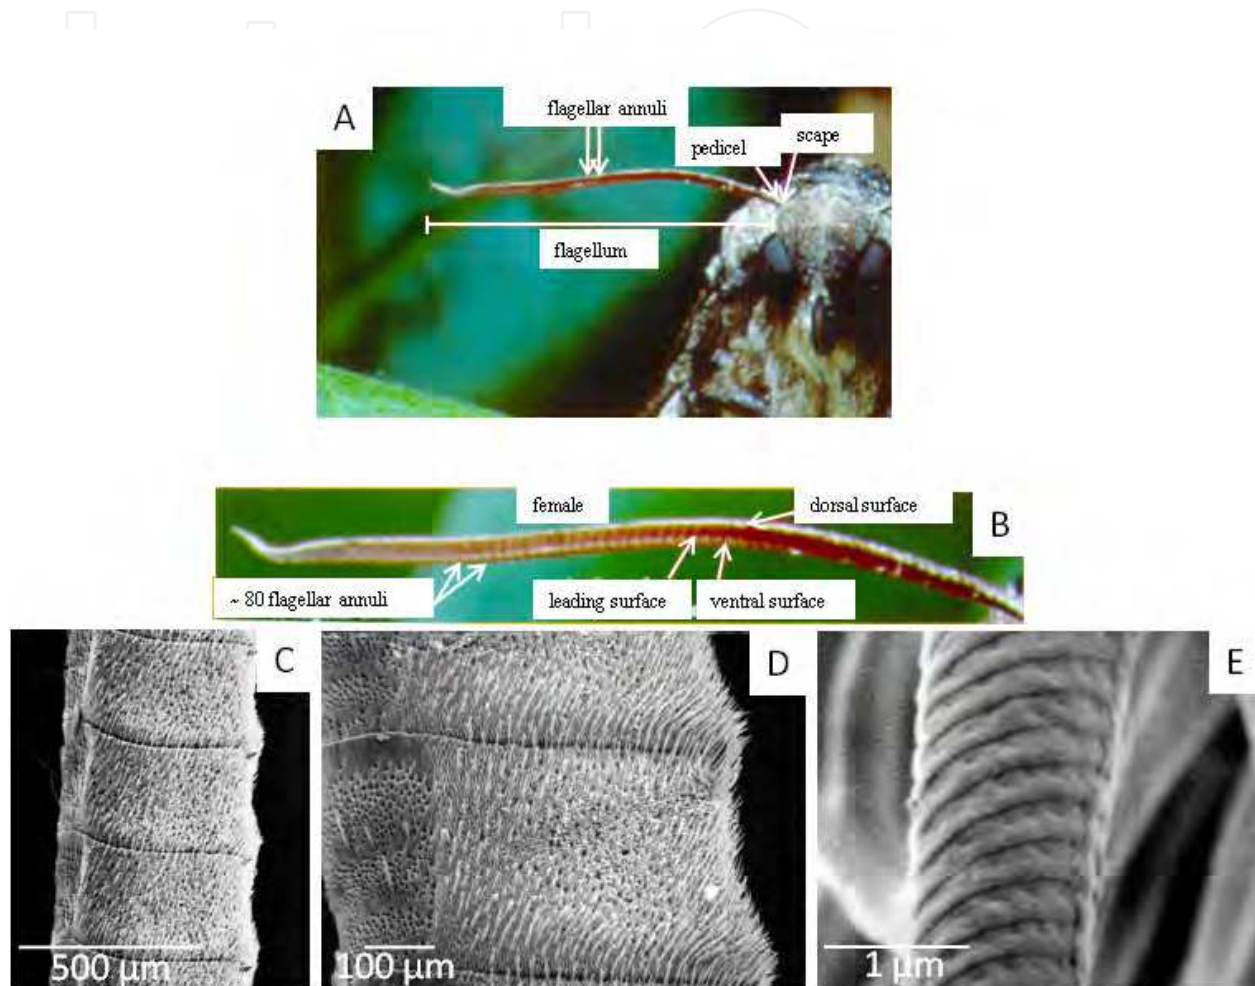 A
flagellar annuli
scape
pedicel
flagellum
female
dorsal surface
B
~ 80 flagellar annuli
leading surface
ventral surface
C
D
E
500 µm
100 µm
1 µm